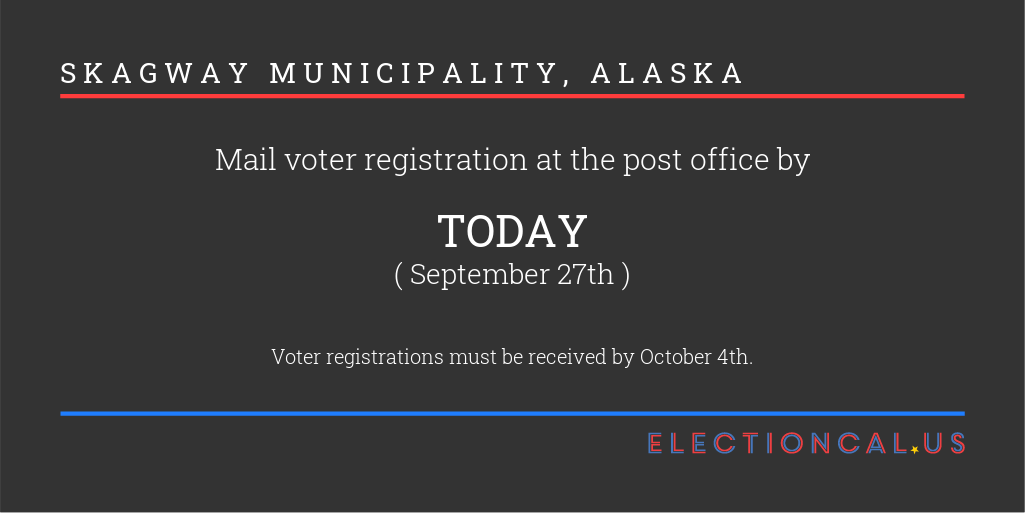 SKAGWAY MUNICIPALITY, ALASKA
Mail voter registration at the post office by
TODAY
( September 27th )
Voter registrations must be received by October 4th.
ELECTIONCAL.US